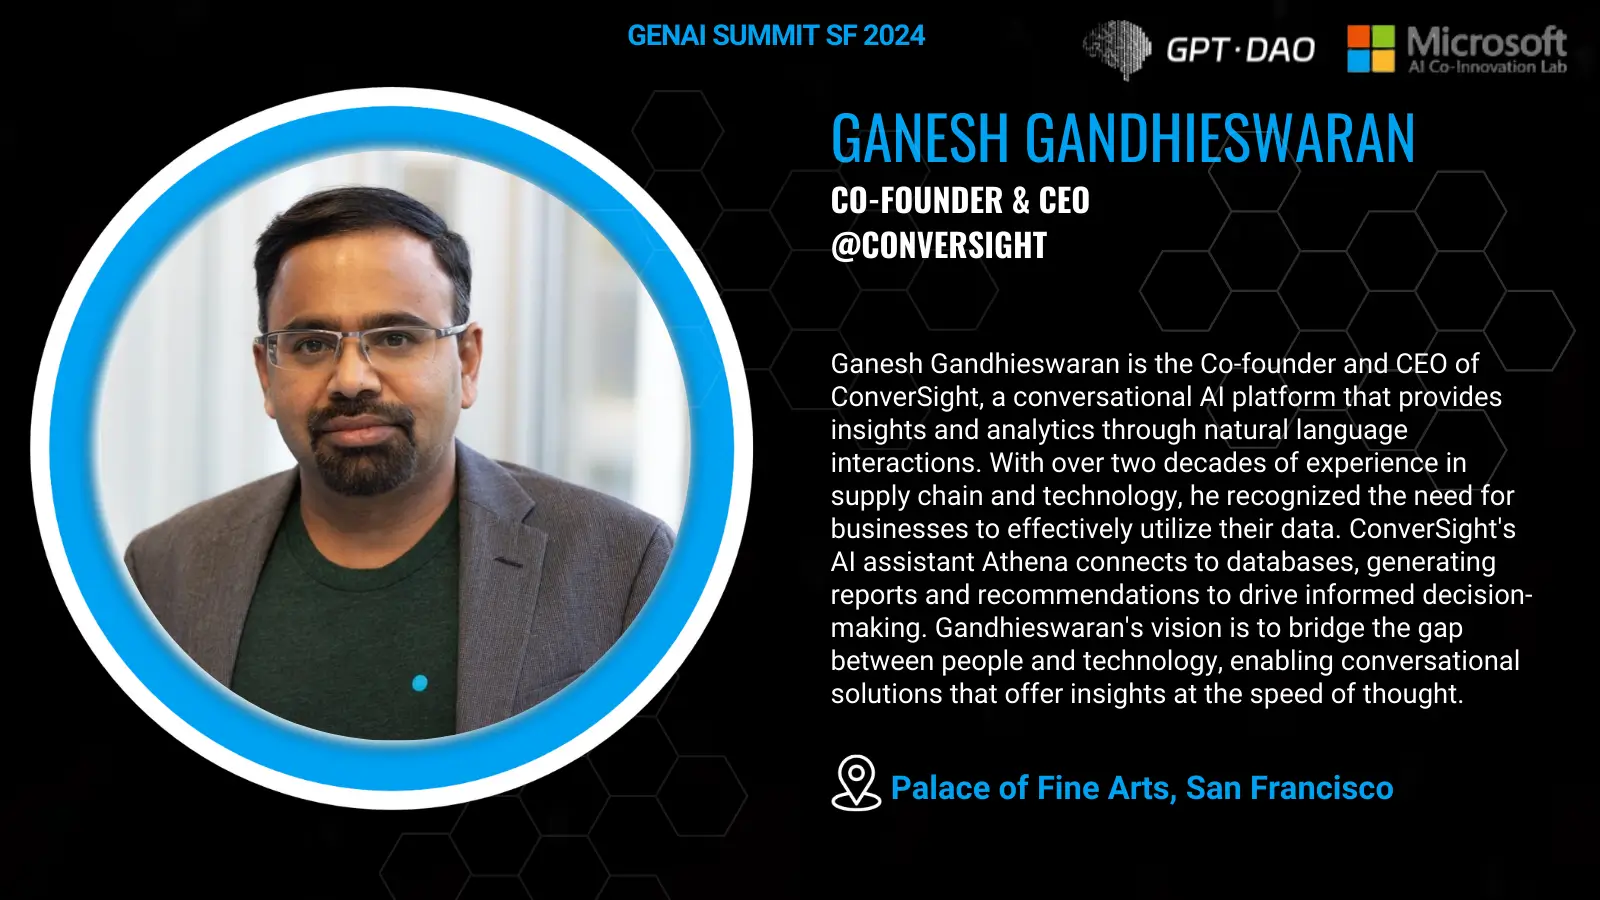 GENAI SUMMIT SF 2024
GPT·DAO
Microsoft
AI Co-Innovation Lab
GANESH GANDHIESWARAN
CO-FOUNDER & CEO
@CONVERSIGHT
Ganesh Gandhieswaran is the Co-founder and CEO of
ConverSight, a conversational AI platform that provides
insights and analytics through natural language
interactions. With over two decades of experience in
supply chain and technology, he recognized the need for
businesses to effectively utilize their data. ConverSight's
AI assistant Athena connects to databases, generating
reports and recommendations to drive informed decision-
making. Gandhieswaran's vision is to bridge the gap
between people and technology, enabling conversational
solutions that offer insights at the speed of thought.
Palace of Fine Arts, San Francisco